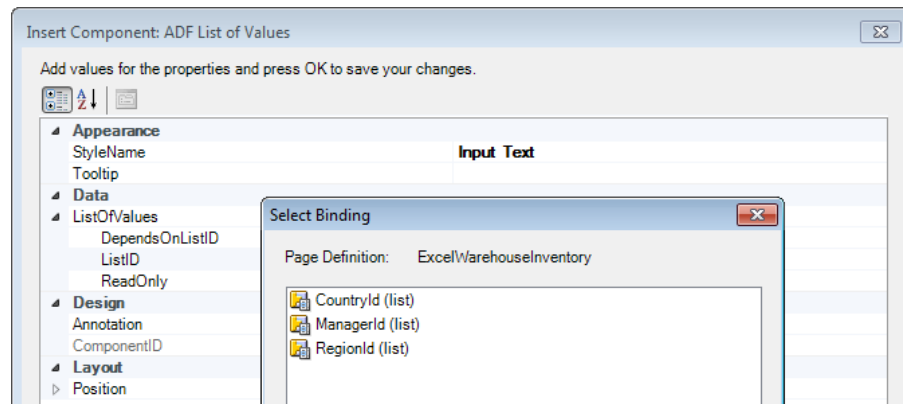 Insert Component: ADF List of Values
Add values for the properties and press OK to save your changes.
Appearance
StyleName Input Text
Tooltip
Data
ListOfValues
DependsOnListID
ListID
ReadOnly
Design
Annotation
ComponentID
Layout
Position
Select Binding
Page Definition: ExcelWarehouseInventory
CountryId (list)
ManagerId (list)
RegionId (list)